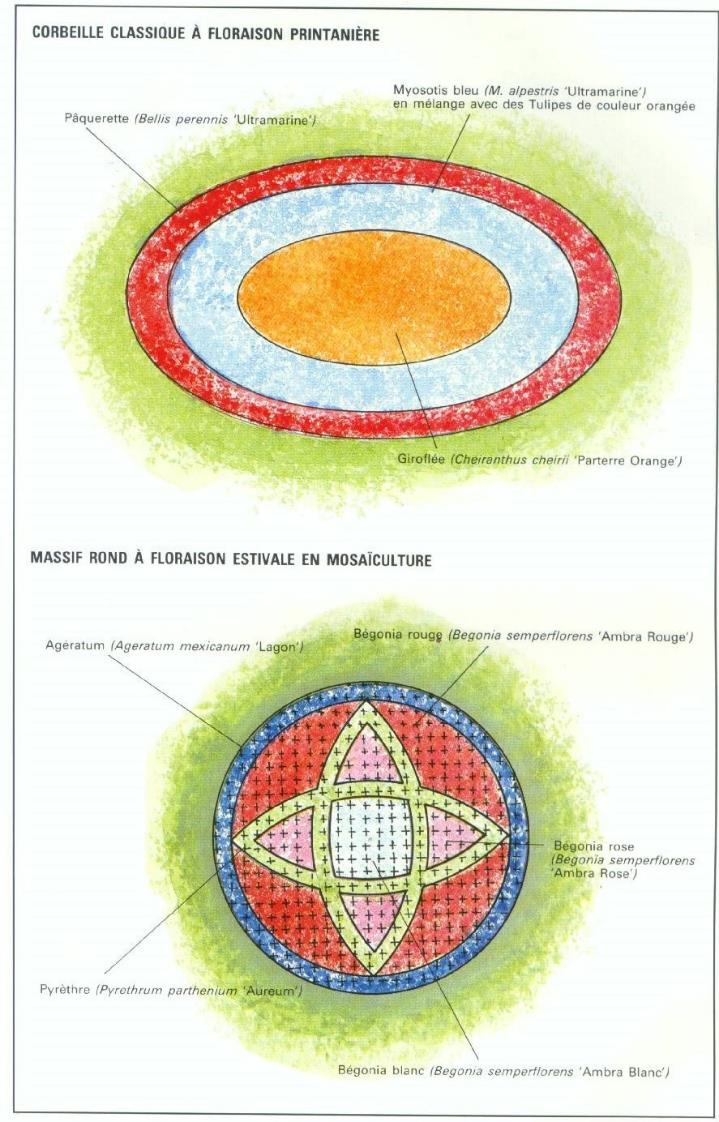 CORBEILLE CLASSIQUE À FLORAISON PRINTANIÈRE
Myosotis bleu (M. alpestris 'Ultramarine')
en mélange avec des Tulipes de couleur orangée
Pâquerette (Bellis perennis 'Ultramarine')
Giroflée (Cheiranthus cheirii 'Parterre Orange')
MASSIF ROND À FLORAISON ESTIVALE EN MOSAÏCULTURE
Bégonia rouge (Begonia semperflorens 'Ambra Rouge')
Agératum (Ageratum mexicanum 'Lagon')
Bégonia rose
(Begonia semperflorens
'Ambra Rose')
Pyrèthre (Pyrethrum parthenium 'Aureum')
Bégonia blanc (Begonia semperflorens 'Ambra Blanc')